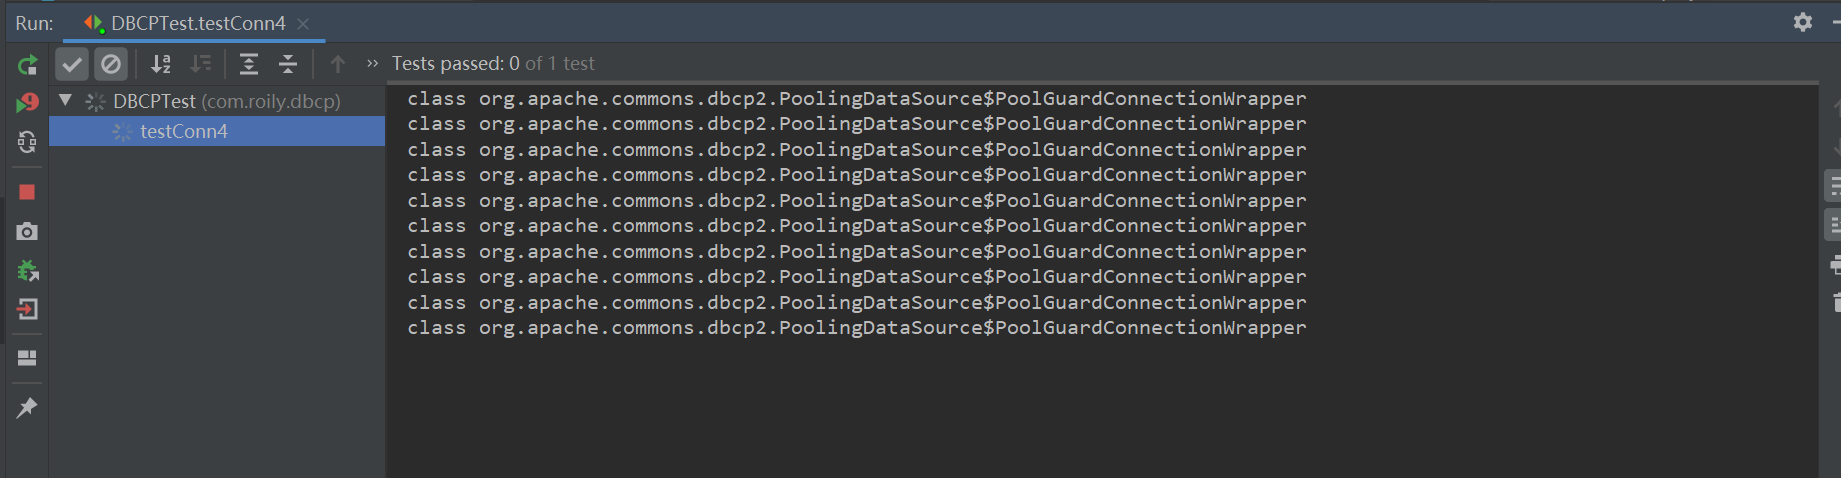 Run: DBCPTest.testConn4
Tests passed: 0 of 1 test
DBCPTest (com.roily.dbcp)
testConn4
class org.apache.commons.dbcp2.PoolingDataSource$PoolGuardConnectionWrapper
class org.apache.commons.dbcp2.PoolingDataSource$PoolGuardConnectionWrapper
class org.apache.commons.dbcp2.PoolingDataSource$PoolGuardConnectionWrapper
class org.apache.commons.dbcp2.PoolingDataSource$PoolGuardConnectionWrapper
class org.apache.commons.dbcp2.PoolingDataSource$PoolGuardConnectionWrapper
class org.apache.commons.dbcp2.PoolingDataSource$PoolGuardConnectionWrapper
class org.apache.commons.dbcp2.PoolingDataSource$PoolGuardConnectionWrapper
class org.apache.commons.dbcp2.PoolingDataSource$PoolGuardConnectionWrapper
class org.apache.commons.dbcp2.PoolingDataSource$PoolGuardConnectionWrapper
class org.apache.commons.dbcp2.PoolingDataSource$PoolGuardConnectionWrapper